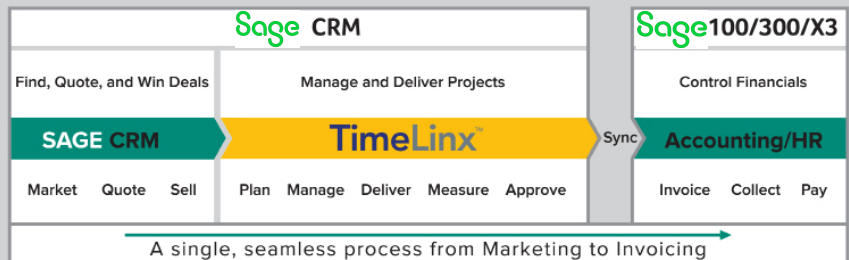 Sage CRM
Sage 100/300/X3
Find, Quote, and Win Deals
Manage and Deliver Projects
Control Financials
SAGE CRM
TimeLinx™
Sync
Accounting/HR
Market Quote Sell
Plan Manage Deliver Measure Approve
Invoice Collect Pay
A single, seamless process from Marketing to Invoicing